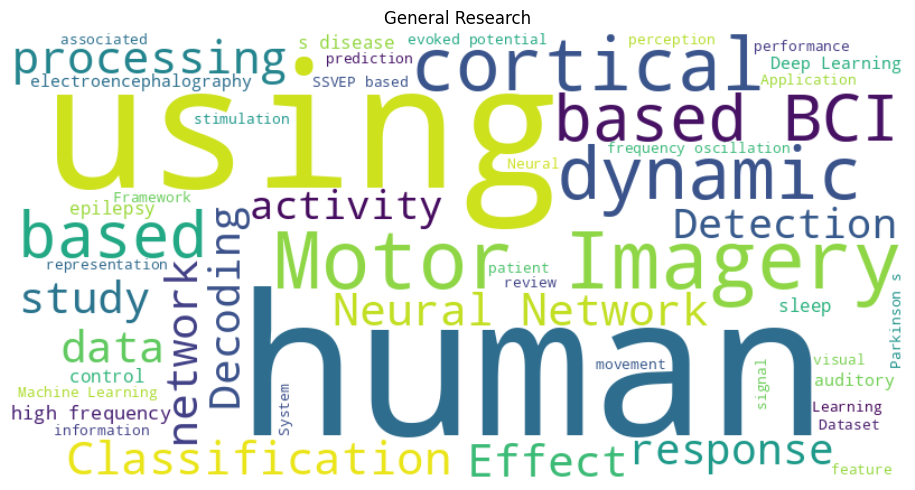 General Research
associated
s disease
evoked potential
perception
performance
processing
prediction
cortical
Deep Learning
electroencephalography
SSVEP based
Application
using
based BCI
stimulation
frequency oscillation
Neural
dynamic
Framework
epilepsy
activity
based
Decoding
Detection
Motor Imagery
representation
network
patient
review
study
Neural Network
sleep
Parkinson s
human
data
control
movement
visual
signal
auditory
Machine Learning
System
high frequency
Learning
information
Dataset
Classification
Effect
response
feature